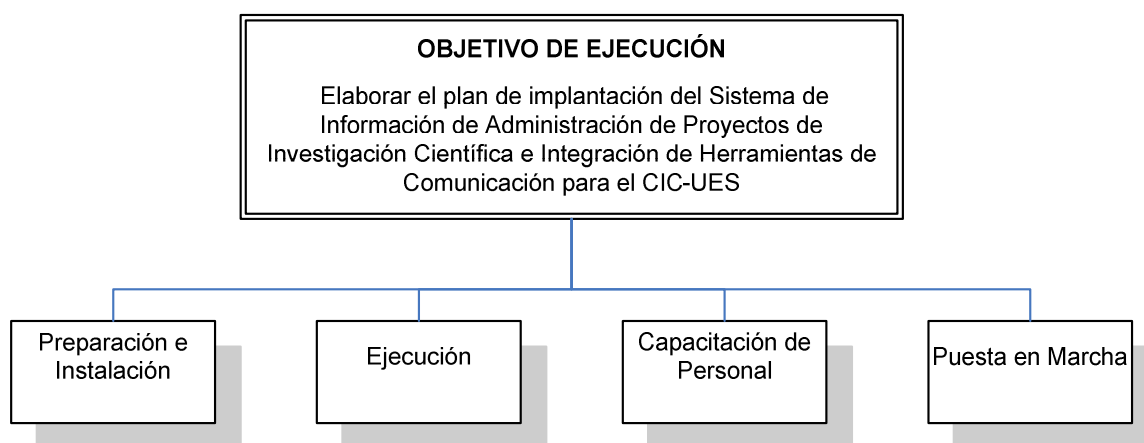 OBJETIVO DE EJECUCIÓN
Elaborar el plan de implantación del Sistema de
Información de Administración de Proyectos de
Investigación Científica e Integración de Herramientas de
Comunicación para el CIC-UES
Preparación e
Instalación
Ejecución
Capacitación de
Personal
Puesta en Marcha